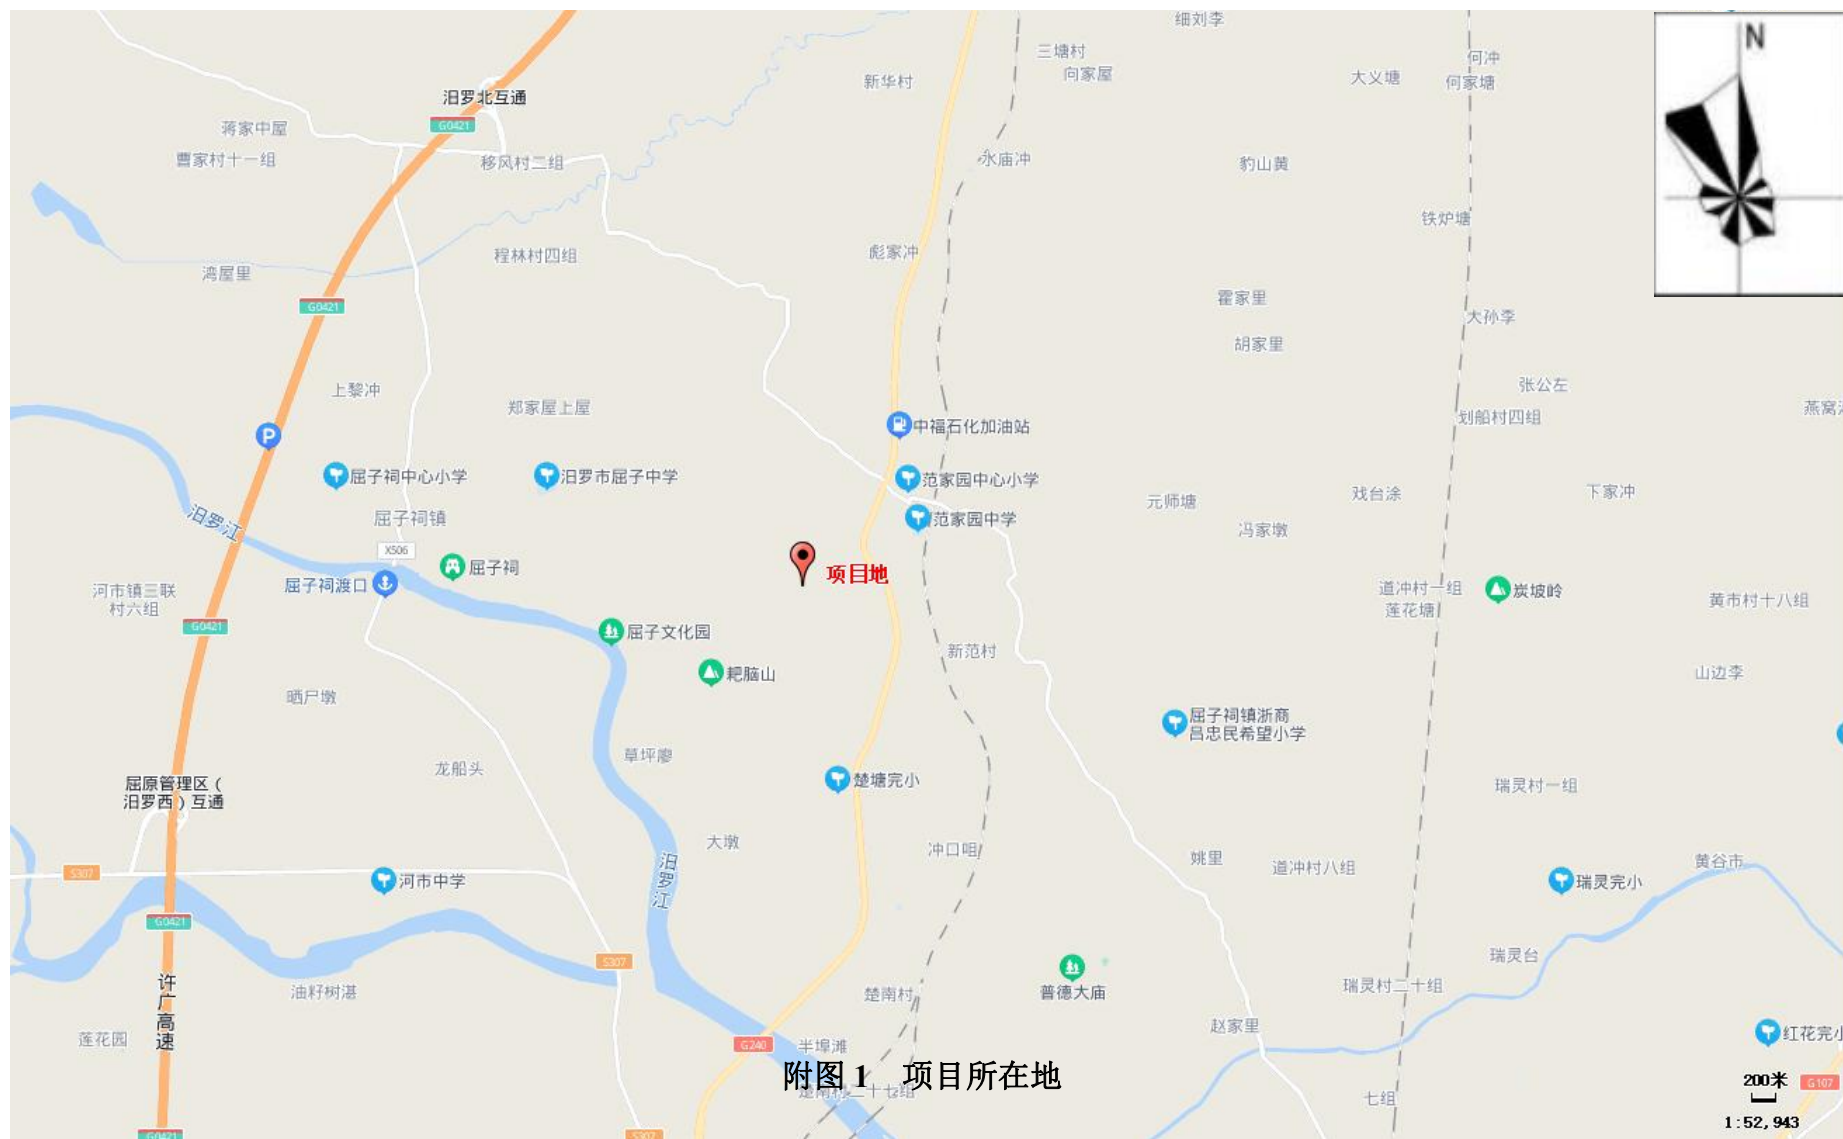 细刘李
N
三塘村
何冲
向家屋
大义塘
何家塘
新华村
汨罗北互通
G0421
蒋家中屋
曹家村十一组
移风村二组
水庙冲
豹山黄
铁炉塘
程林村四组
彪家冲
湾屋里
霍家里
G0421
大孙李
胡家里
上黎冲
张公左
郑家屋上屋
燕窝
划船村四组
中福石化加油站
P
屈子祠中心小学
汨罗市屈子中学
范家园中心小学
元师塘
戏台涂
下家冲
汨罗江
屈子祠镇
范家园中学
冯家墩
X506
屈子祠
项目地
屈子祠渡口
河市镇三联
村六组
道冲村一组
莲花塘
炭坡岭
黄市村十八组
G0421
屈子文化园
新范村
耙脑山
山边李
晒尸墩
屈子祠镇浙商
吕忠民希望小学
草坪廖
龙船头
楚塘完小
屈原管理区（
汨罗西）互通
瑞灵村一组
大墩
冲口咀
姚里
道冲村八组
黄谷市
S307
河市中学
汨罗江
瑞灵完小
G0421
瑞灵台
S307
许广高速
油籽树湛
楚南村
普德大庙
瑞灵村二十组
赵家里
莲花园
G240
半埠滩
红花完小
附图 1 项目所在地
楚南村二十七组
200米
G107
七组
1:52,943
G0421
S307